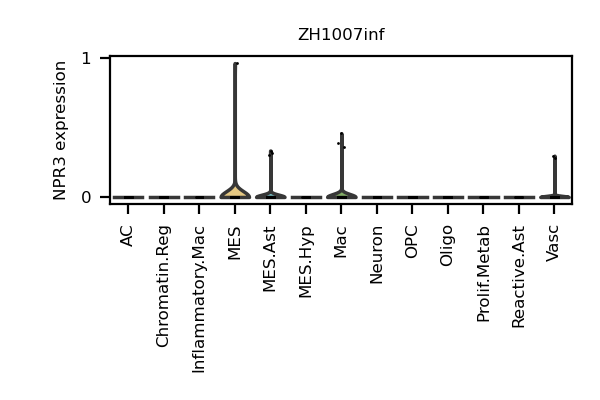 ZH1007inf
NPR3 expression
1
0
AC
Chromatin.Reg
Inflammatory.Mac
MES
MES.Ast
MES.Hyp
Mac
Neuron
OPC
Oligo
Prolif.Metab
Reactive.Ast
Vasc